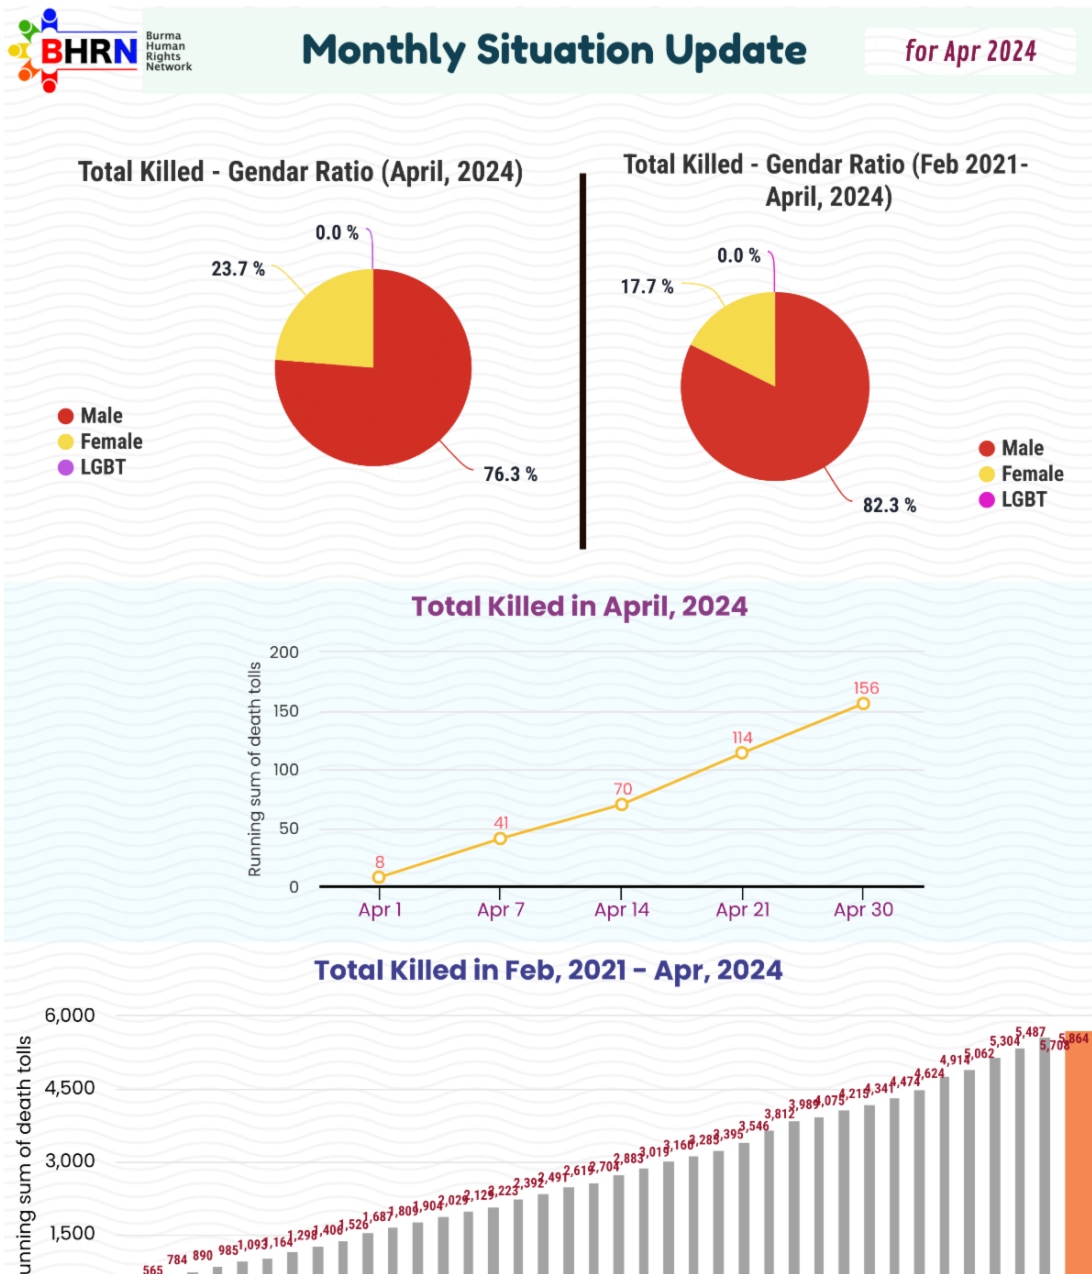 BHRN
Burma
Human
Rights
Network
Monthly Situation Update
for Apr 2024
Total Killed - Gendar Ratio (April, 2024)
0.0 %
23.7 %
76.3 %
Male
Female
LGBT
Total Killed - Gendar Ratio (Feb 2021-
April, 2024)
0.0 %
17.7 %
82.3 %
Male
Female
LGBT
Total Killed in April, 2024
Running sum of death tolls
200
150
100
50
0
8
41
70
114
156
Apr 1
Apr 7
Apr 14
Apr 21
Apr 30
Total Killed in Feb, 2021 - Apr, 2024
unning sum of death tolls
6,000
4,500
3,000
1,500
565
784
890
985
1,093
1,164
1,298
1,406
1,526
1,687
1,809
1,904
2,029
2,129
2,223
2,392
2,491
2,619
2,704
2,883
3,019
3,160
3,285
3,395
3,546
3,812
3,989
4,075
4,215
4,341
4,474
4,624
4,914
5,062
5,304
5,487
5,708
5,864